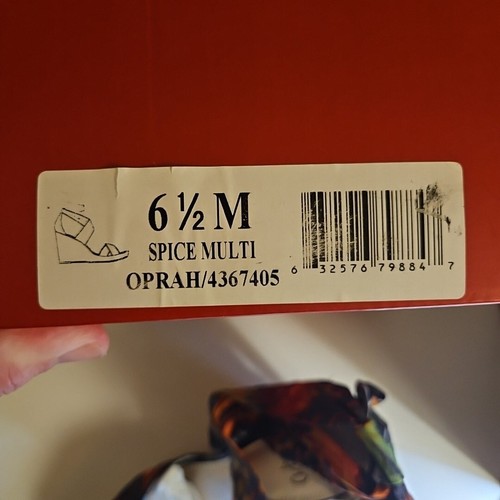 6 ½ M
SPICE MULTI
OPRAH/4367405
6 32576 79884 7